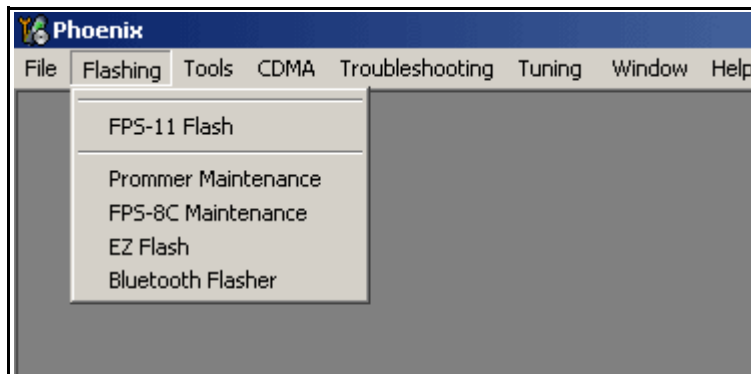 Phoenix
File Flashing Tools CDMA Troubleshooting Tuning Window Help
FPS-11 Flash
Prommer Maintenance
FPS-8C Maintenance
EZ Flash
Bluetooth Flasher